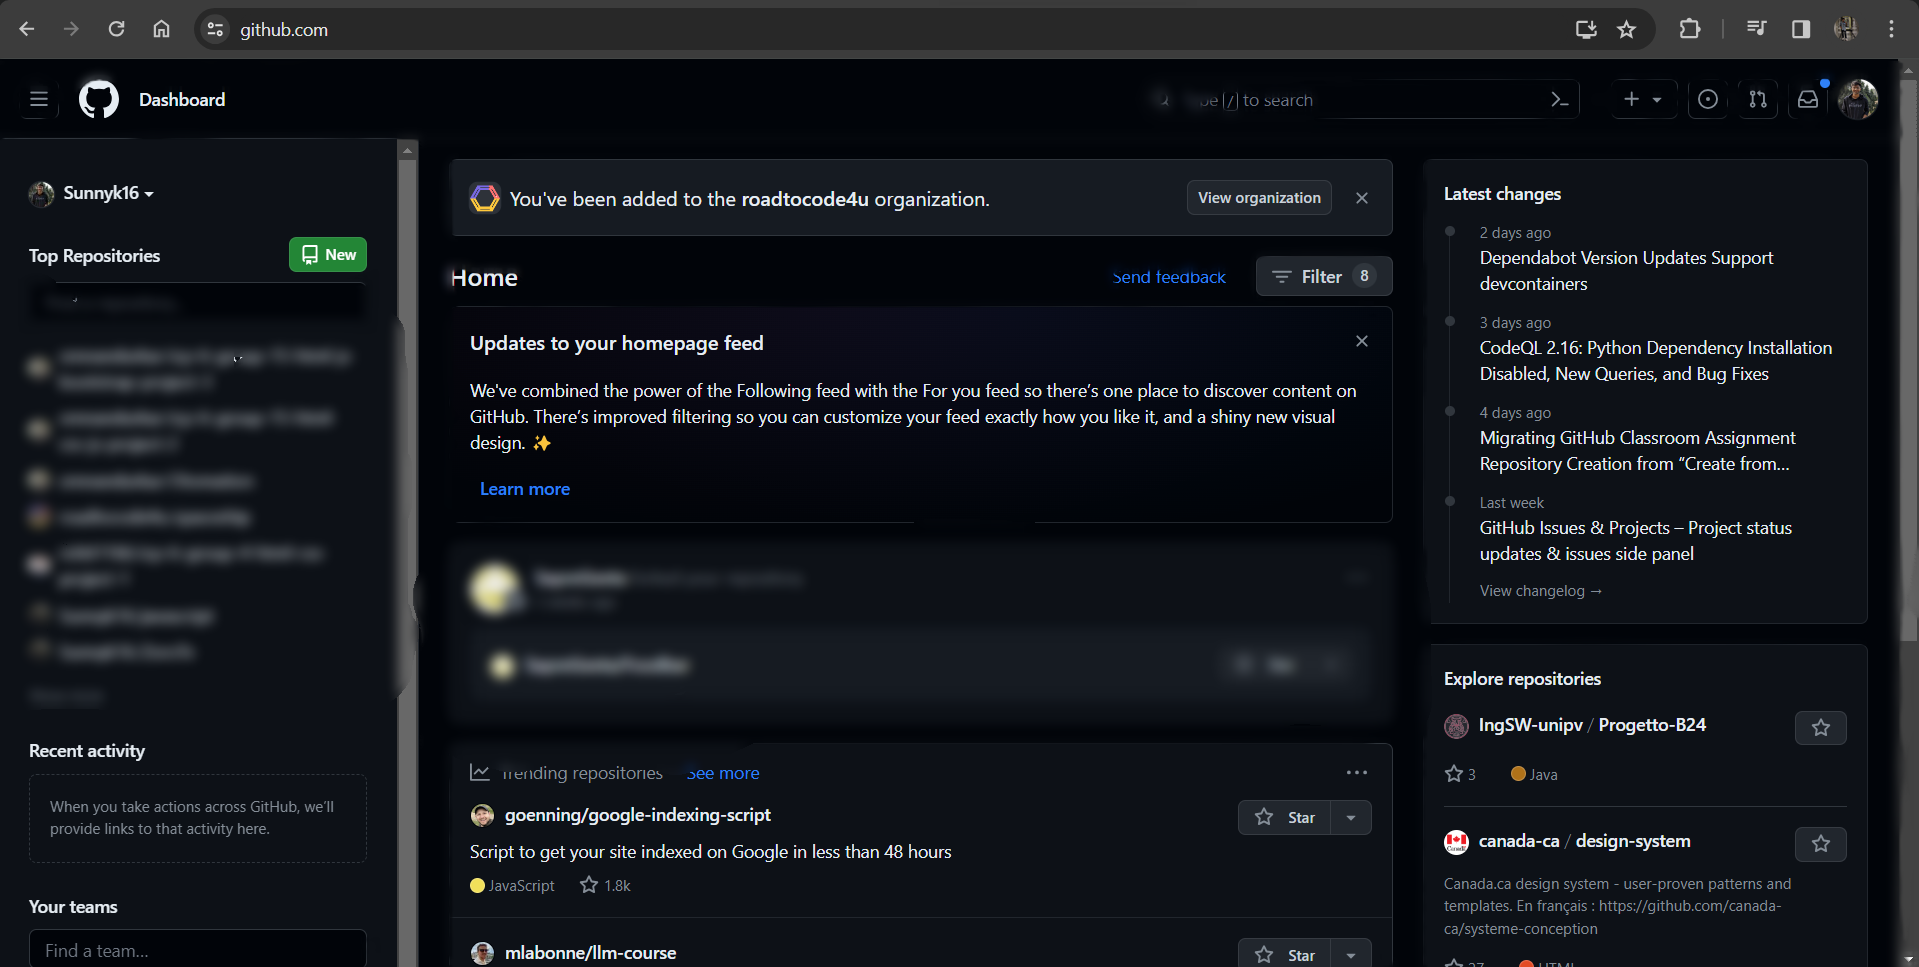 github.com
Dashboard
/ to search
Sunnyk16
Top Repositories
New
You've been added to the roadtocode4u organization.
View organization
Home
Send feedback
Filter 8
Updates to your homepage feed
We've combined the power of the Following feed with the For you feed so there’s one place to discover content on
GitHub. There’s improved filtering so you can customize your feed exactly how you like it, and a shiny new visual
design. ✨
Learn more
Trending repositories See more
goenning/google-indexing-script
Star
Script to get your site indexed on Google in less than 48 hours
JavaScript 1.8k
mlabonne/llm-course
Star
Recent activity
When you take actions across GitHub, we’ll
provide links to that activity here.
Your teams
Find a team...
Latest changes
2 days ago
Dependabot Version Updates Support
devcontainers
3 days ago
CodeQL 2.16: Python Dependency Installation
Disabled, New Queries, and Bug Fixes
4 days ago
Migrating GitHub Classroom Assignment
Repository Creation from “Create from...
Last week
GitHub Issues & Projects – Project status
updates & issues side panel
View changelog →
Explore repositories
IngSW-unipv / Progetto-B24
3 Java
canada-ca / design-system
Canada.ca design system - user-proven patterns and
templates. En français : https://github.com/canada-
ca/systeme-conception
27 HTML